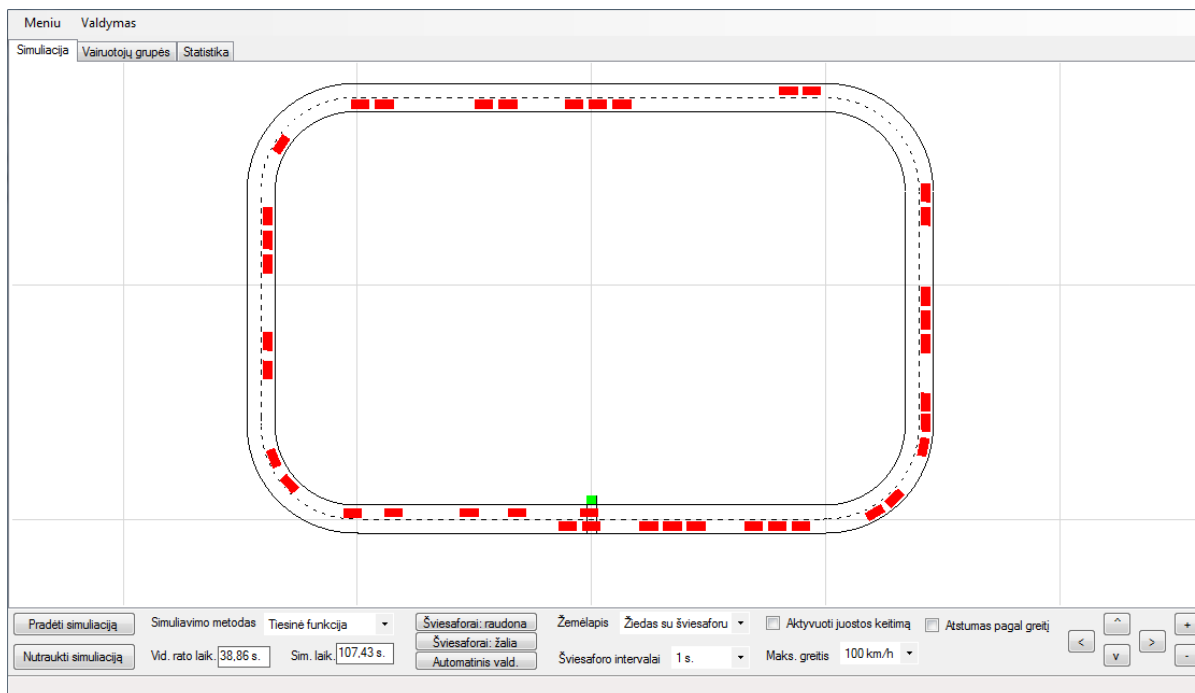 Meniu Valdymas
Simuliacija Vairuotojų grupės Statistika
Pradėti simuliaciją Simuliavimo metodas Tiesinė funkcija Šviesaforai: raudona Žemėlapis Žiedas su šviesaforu Aktyvuoti juostos keitimą Atstumas pagal greitį ^ +
Šviesaforai: žalia
Nutraukti simuliaciją Vid. rato laik. 38,86 s. Sim. laik. 107,43 s. Automatinis vald. Šviesaforo intervalai 1 s. Maks. greitis 100 km/h < v > -